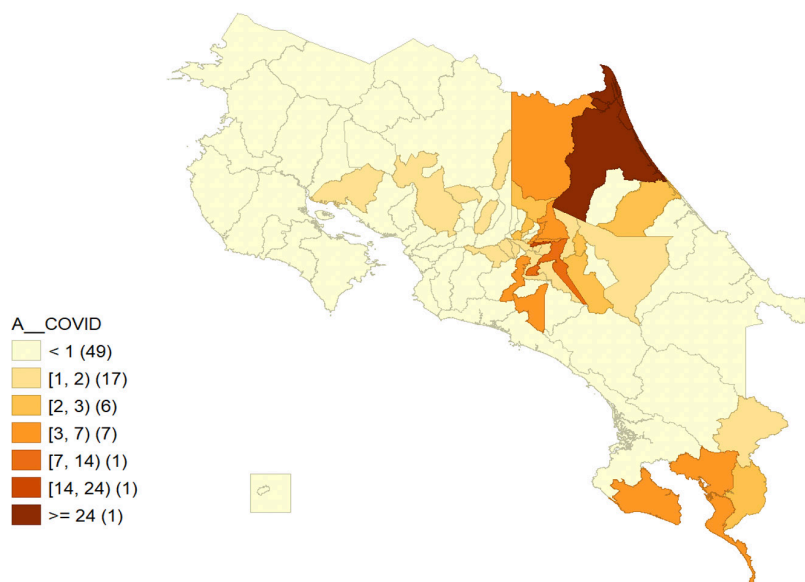 A__COVID
< 1 (49)
[1, 2) (17)
[2, 3) (6)
[3, 7) (7)
[7, 14) (1)
[14, 24) (1)
>= 24 (1)